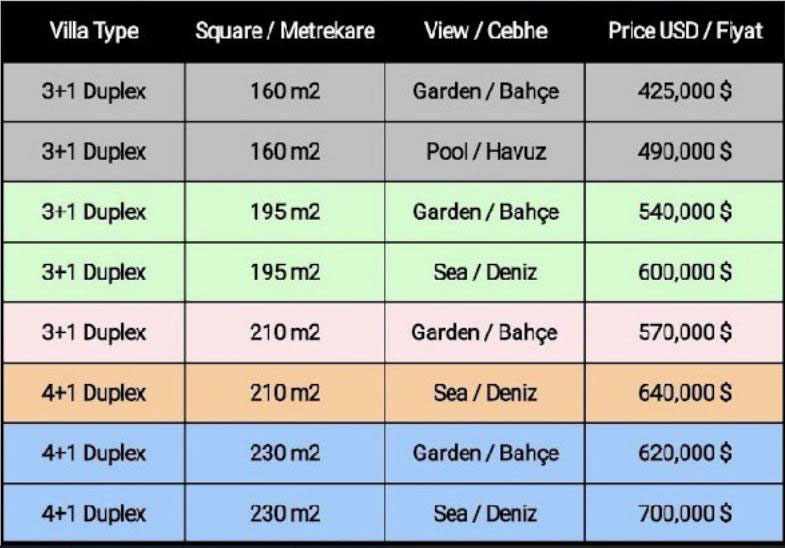 Villa Type Square / Metrekare View / Cebhe Price USD / Fiyat
3+1 Duplex 160 m2 Garden / Bahçe 425,000 $
3+1 Duplex 160 m2 Pool / Havuz 490,000 $
3+1 Duplex 195 m2 Garden / Bahçe 540,000 $
3+1 Duplex 195 m2 Sea / Deniz 600,000 $
3+1 Duplex 210 m2 Garden / Bahçe 570,000 $
4+1 Duplex 210 m2 Sea / Deniz 640,000 $
4+1 Duplex 230 m2 Garden / Bahçe 620,000 $
4+1 Duplex 230 m2 Sea / Deniz 700,000 $